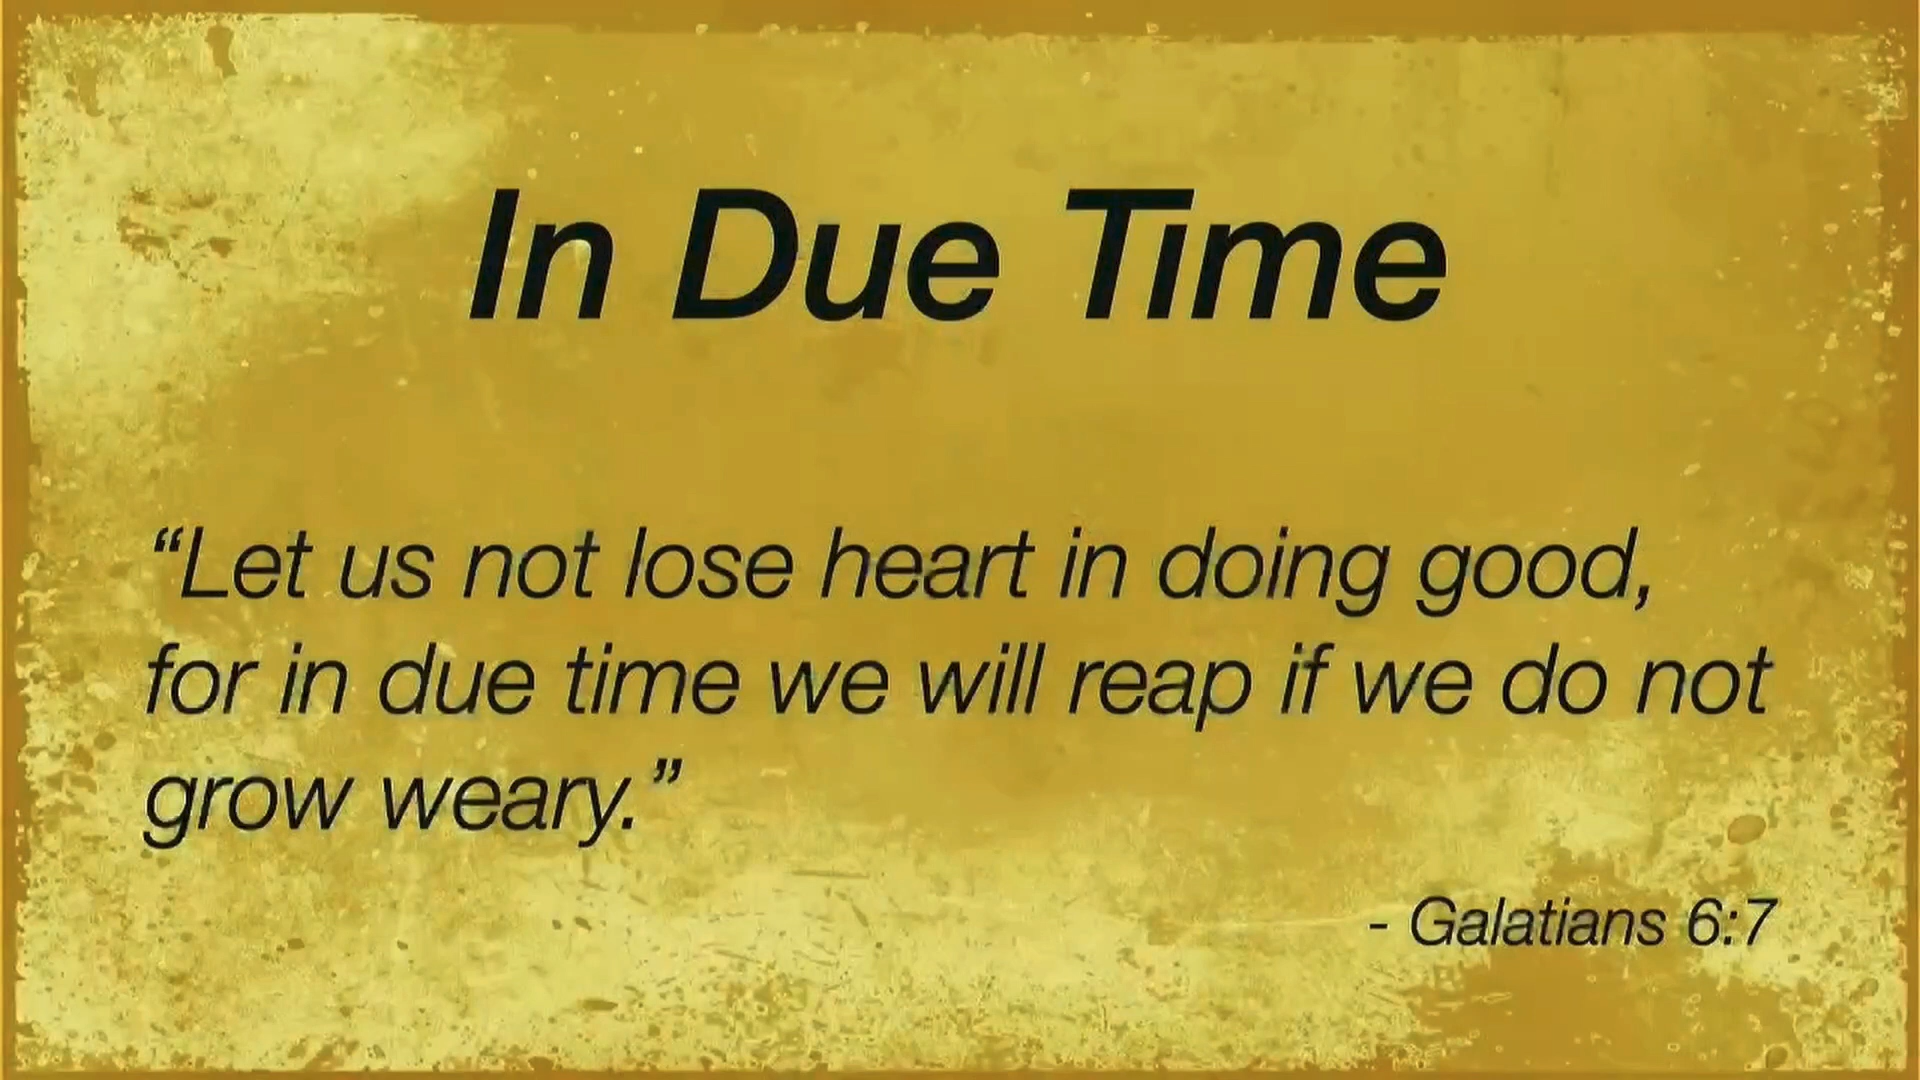 In Due Time
“Let us not lose heart in doing good,
for in due time we will reap if we do not
grow weary.”
- Galatians 6:7